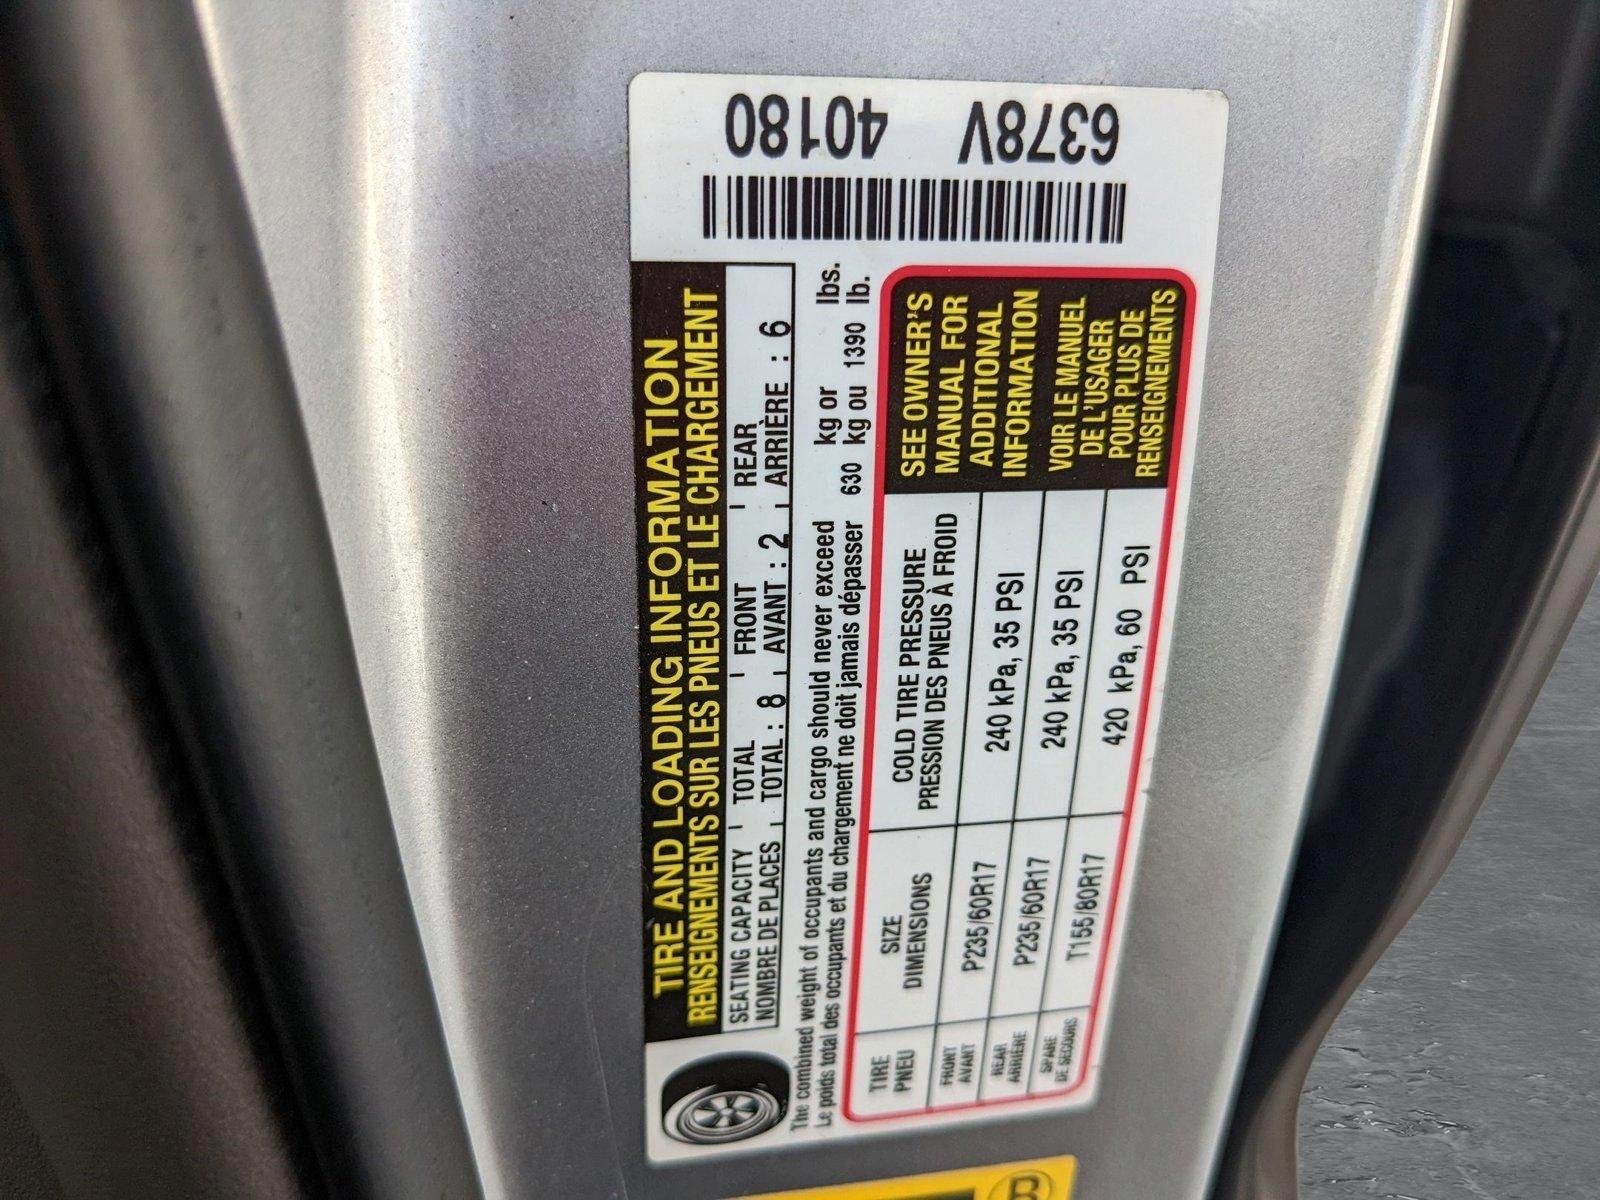 6378V 40180
TIRE AND LOADING INFORMATION
RENSEIGNEMENTS SUR LES PNEUS ET LE CHARGEMENT
SEATING CAPACITY TOTAL FRONT REAR
NOMBRE DE PLACES TOTAL : 8 AVANT : 2 ARRIÈRE : 6
The combined weight of occupants and cargo should never exceed kg or lbs.
Le poids total des occupants et du chargement ne doit jamais dépasser 630 kg ou 1390 lb.
TIRE
PNEU
SIZE
DIMENSIONS
COLD TIRE PRESSURE
PRESSION DES PNEUS À FROID
FRONT
AVANT
P235/60R17
240 kPa, 35 PSI
REAR
ARRIÈRE
P235/60R17
240 kPa, 35 PSI
SPARE
DE SECOURS
T155/80R17
420 kPa, 60 PSI
SEE OWNER'S
MANUAL FOR
ADDITIONAL
INFORMATION
VOIR LE MANUEL
DE L'USAGER
POUR PLUS DE
RENSEIGNEMENTS
R